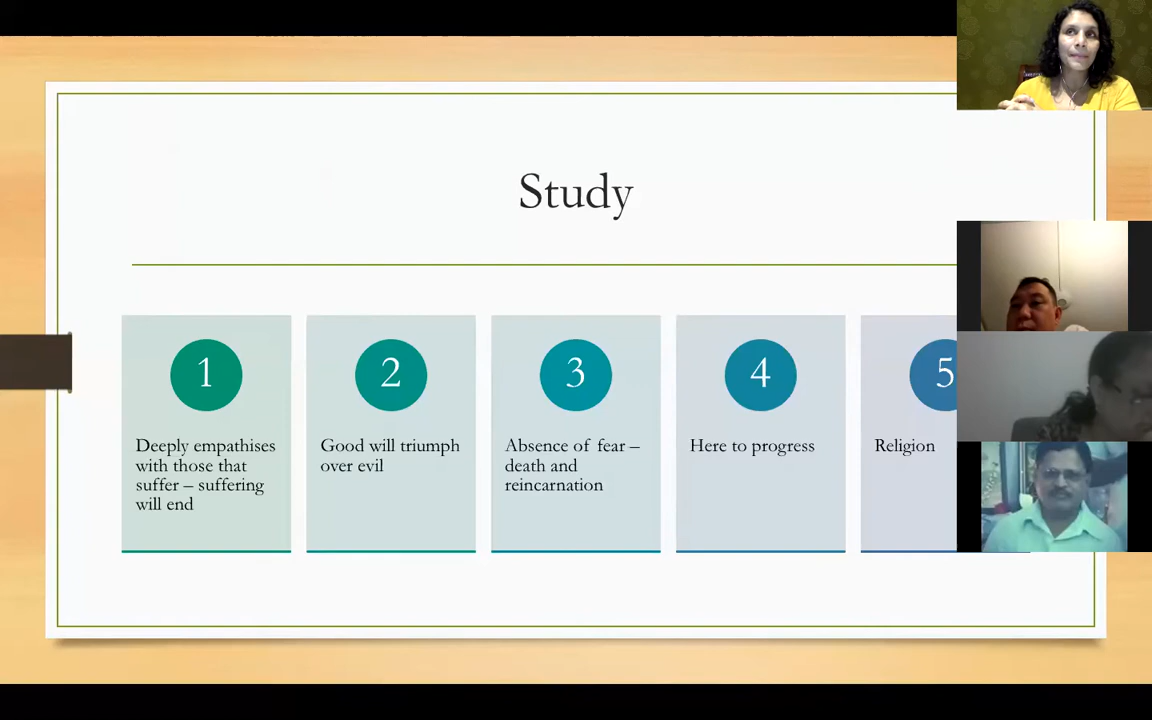 Study
1
Deeply empathises
with those that
suffer – suffering
will end
2
Good will triumph
over evil
3
Absence of fear –
death and
reincarnation
4
Here to progress
5
Religion